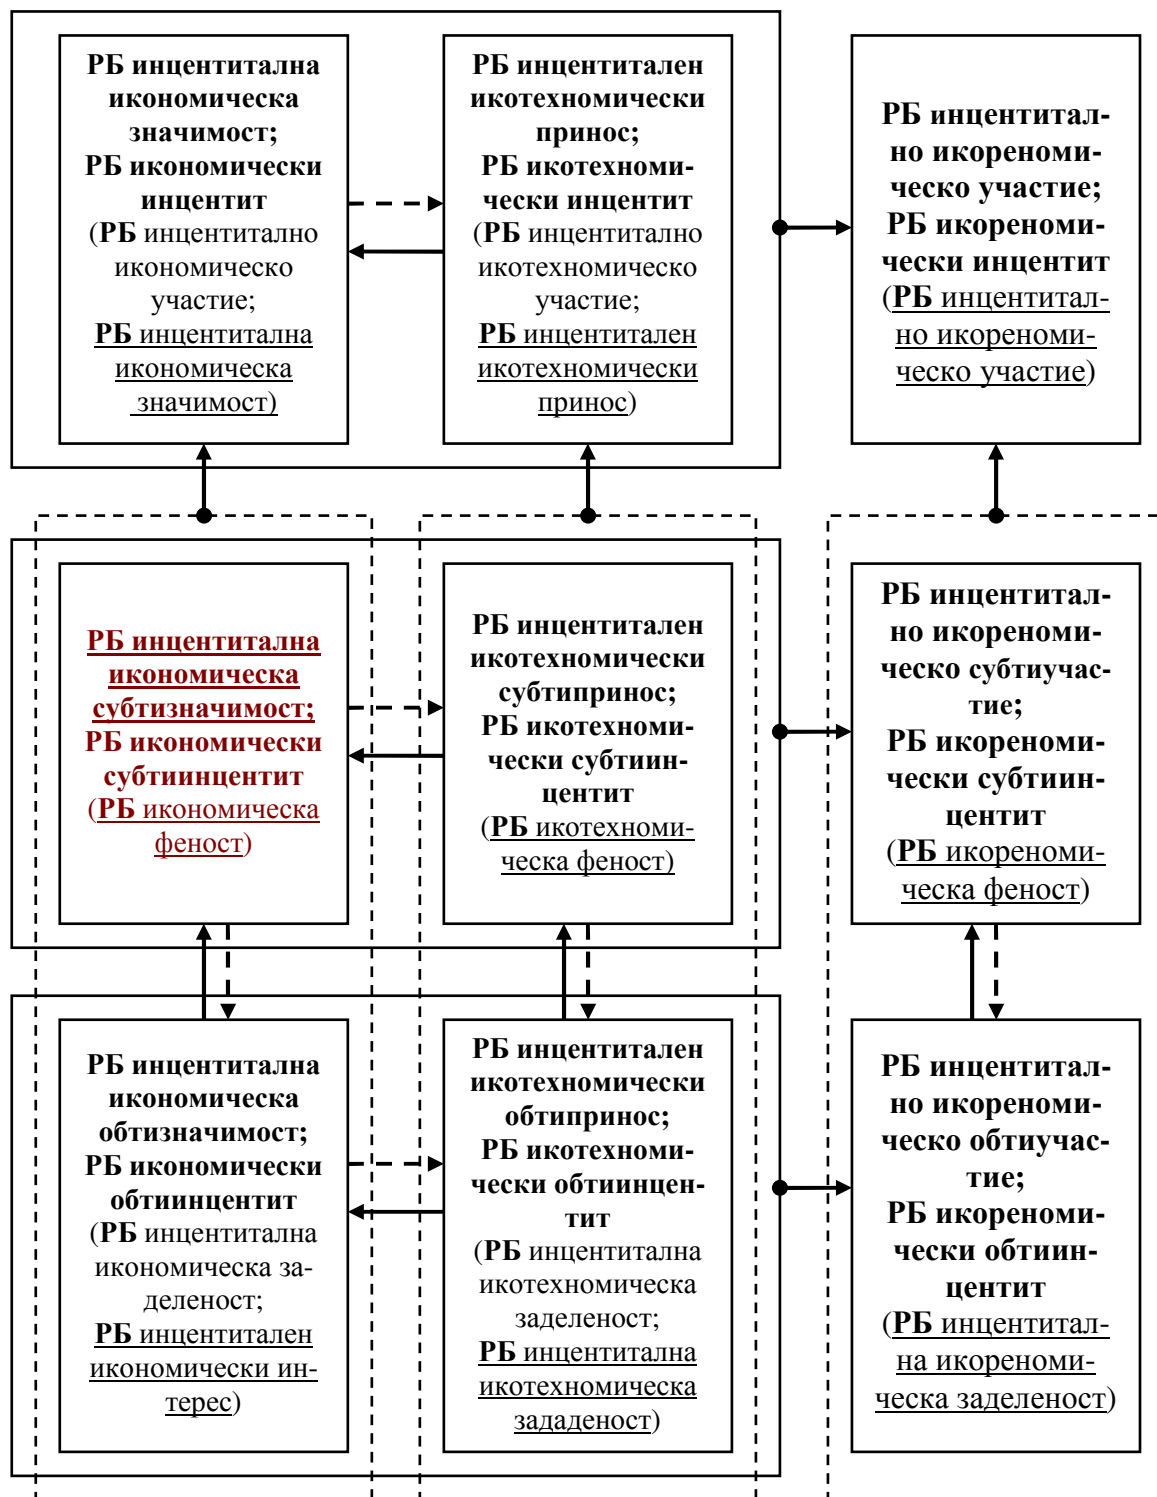 РБ инцентитална
икономическа
значимост;
РБ икономически
инцентит
(РБ инцентитално
икономическо
участие;
РБ инцентитална
икономическа
значимост)
РБ инцентитален
икотехномически
принос;
РБ икотехноми-
чески инцентит
(РБ инцентитално
икотехномическо
участие;
РБ инцентитален
икотехномически
принос)
РБ инцентитал-
но икореноми-
ческо участие;
РБ икореноми-
чески инцентит
(РБ инцентитал-
но икореноми-
ческо участие)
РБ инцентитална
икономическа
субтизначимост;
РБ икономически
субтиинцентит
(РБ икономическа
феност)
РБ инцентитален
икотехномически
субтипринос;
РБ икотехноми-
чески субтиин-
центит
(РБ икотехноми-
ческа феност)
РБ инцентитал-
но икореноми-
ческо субтиучас-
тие;
РБ икореноми-
чески субтиин-
центит
(РБ икореноми-
ческа феност)
РБ инцентитална
икономическа
обтизначимост;
РБ икономически
обтиинцентит
(РБ инцентитална
икономическа за-
деленост;
РБ инцентитален
икономически ин-
терес)
РБ инцентитален
икотехномически
обтипринос;
РБ икотехноми-
чески обтиинцен-
тит
(РБ инцентитална
икотехномическа
заделеност;
РБ инцентитална
икотехномическа
зададеност)
РБ инцентитал-
но икореноми-
ческо обтиучас-
тие;
РБ икореноми-
чески обтиин-
центит
(РБ инцентитал-
на икореноми-
ческа заделеност)